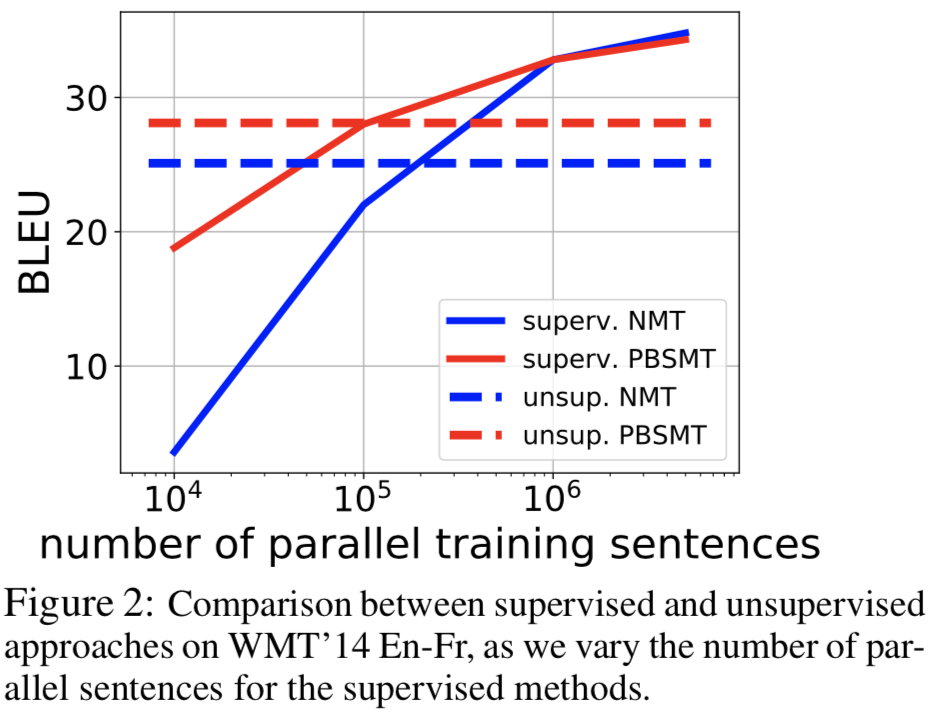 30
20
10
BLEU
superv. NMT
superv. PBSMT
unsup. NMT
unsup. PBSMT
10⁴ 10⁵ 10⁶
number of parallel training sentences
Figure 2: Comparison between supervised and unsupervised
approaches on WMT’14 En-Fr, as we vary the number of par-
allel sentences for the supervised methods.